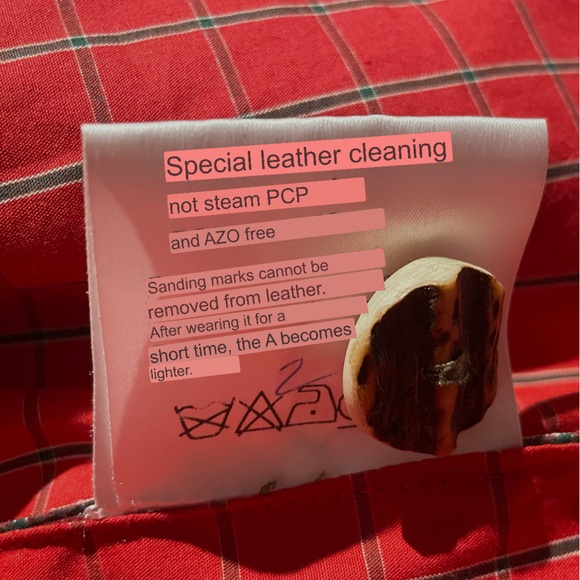 Special leather cleaning
not steam PCP
and AZO free
Sanding marks cannot be
removed from leather.
After wearing it for a
short time, the A becomes
lighter.